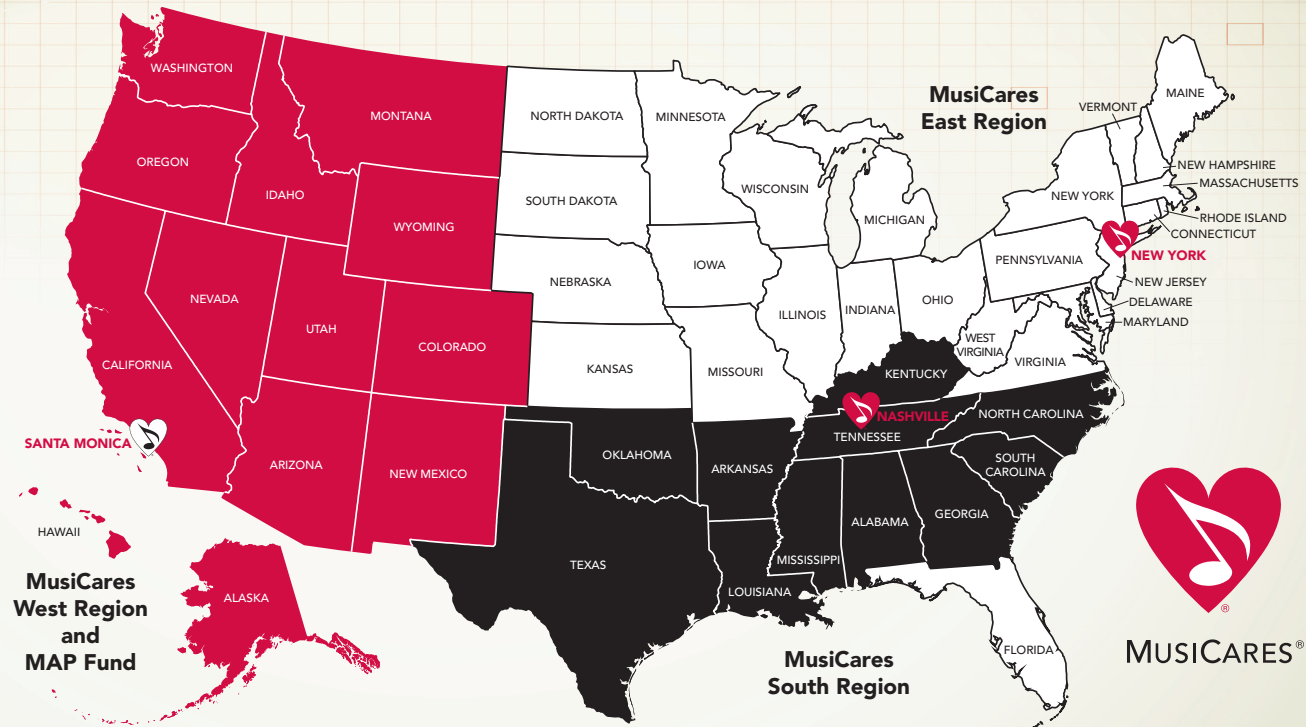 WASHINGTON
MONTANA
OREGON
IDAHO
WYOMING
NEVADA
UTAH
COLORADO
CALIFORNIA
SANTA MONICA
ARIZONA
NEW MEXICO
HAWAII
ALASKA
MusiCares
West Region
and
MAP Fund
NORTH DAKOTA
MINNESOTA
SOUTH DAKOTA
WISCONSIN
MICHIGAN
NEBRASKA
IOWA
ILLINOIS
INDIANA
OHIO
KANSAS
MISSOURI
WEST
VIRGINIA
VIRGINIA
PENNSYLVANIA
NEW YORK
MusiCares
East Region
VERMONT
MAINE
NEW HAMPSHIRE
MASSACHUSETTS
RHODE ISLAND
CONNECTICUT
NEW YORK
NEW JERSEY
DELAWARE
MARYLAND
KENTUCKY
NASHVILLE
TENNESSEE
NORTH CAROLINA
SOUTH
CAROLINA
OKLAHOMA
ARKANSAS
TEXAS
LOUISIANA
MISSISSIPPI
ALABAMA
GEORGIA
FLORIDA
MusiCares
South Region
®
MUSICARES®